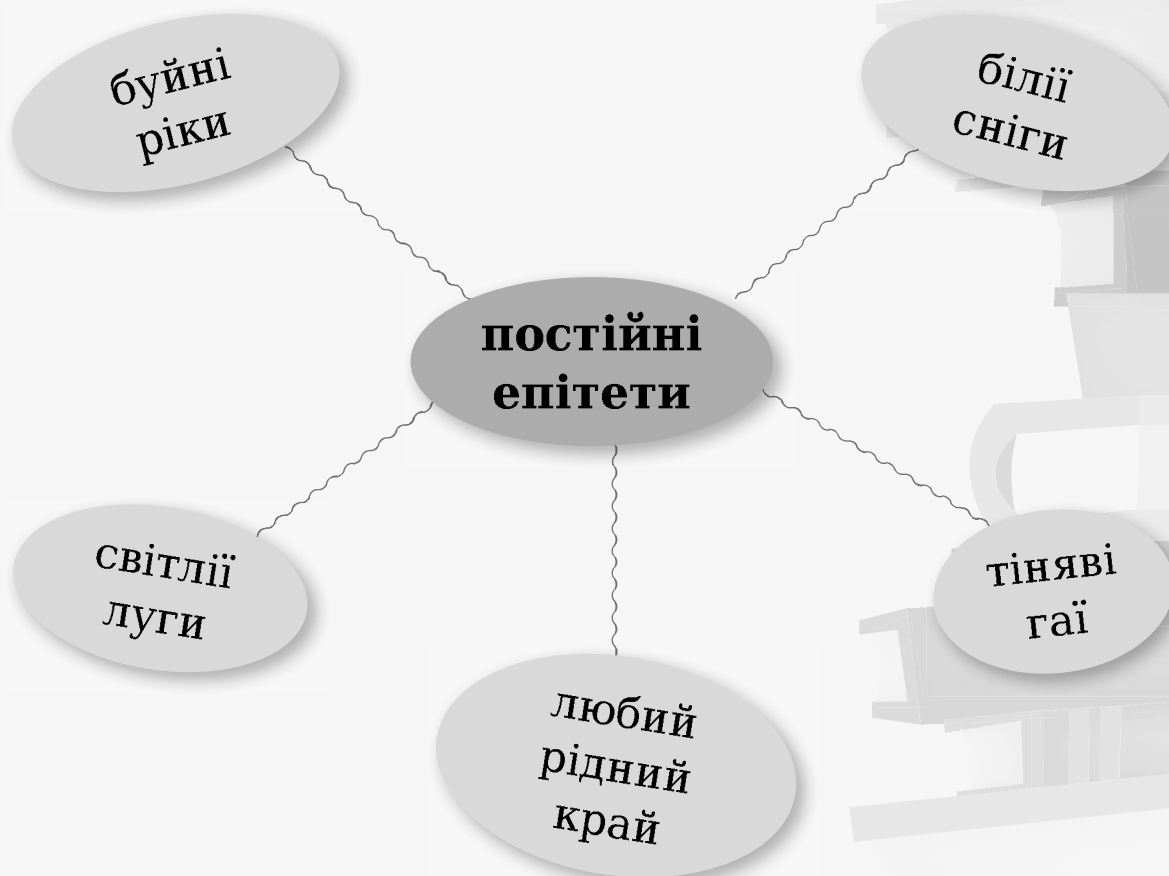 буйні
ріки
білії
сніги
постійні
епітети
світлії
луги
тіняві
гаї
любий
рідний
край